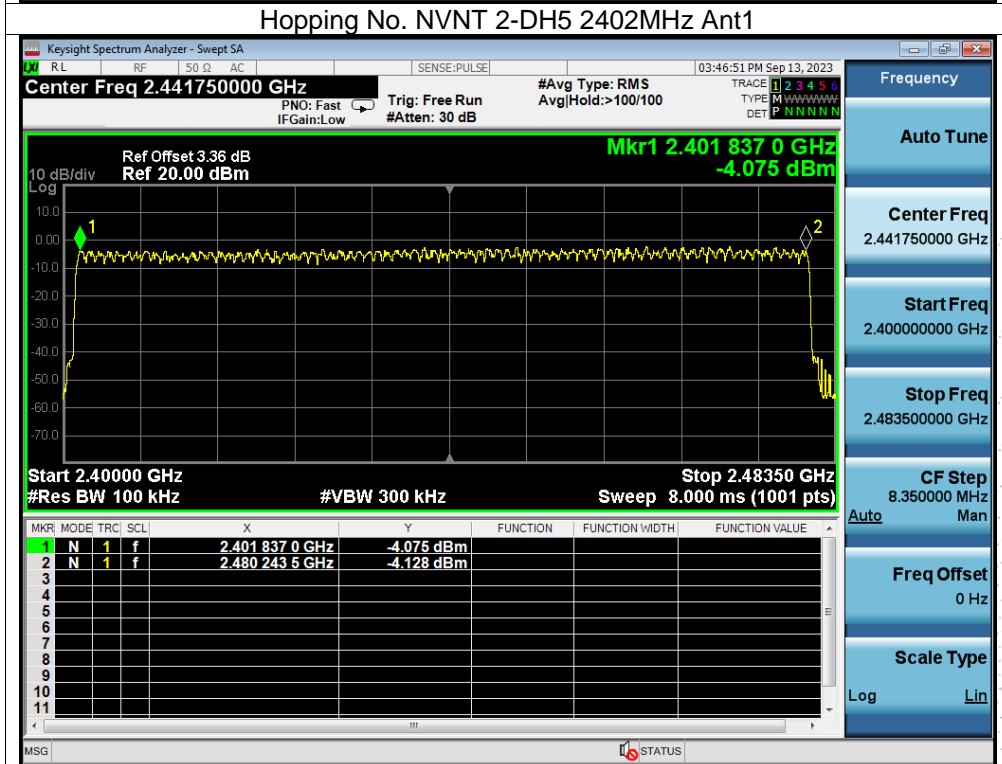 Hopping No. NVNT 2-DH5 2402MHz Ant1
Keysight Spectrum Analyzer - Swept SA
LXI RL RF 50 Ω AC SENSE:PULSE 03:46:51 PM Sep 13, 2023
Center Freq 2.441750000 GHz #Avg Type: RMS TRACE 1 2 3 4 5 6
PNO: Fast Trig: Free Run Avg|Hold:>100/100 TYPE M WWWWW
IFGain:Low #Atten: 30 dB DET P N N N N N
Ref Offset 3.36 dB Mkr1 2.401 837 0 GHz
10 dB/div Ref 20.00 dBm -4.075 dBm
Log
10.0
1 2
0.00
-10.0
-20.0
-30.0
-40.0
-50.0
-60.0
-70.0
Start 2.40000 GHz Stop 2.48350 GHz
#Res BW 100 kHz #VBW 300 kHz Sweep 8.000 ms (1001 pts)
MKR MODE TRC SCL X Y FUNCTION FUNCTION WIDTH FUNCTION VALUE
1 N 1 f 2.401 837 0 GHz -4.075 dBm
2 N 1 f 2.480 243 5 GHz -4.128 dBm
3
4
5
6
7
8
9
10
11
MSG STATUS
Frequency
Auto Tune
Center Freq
2.441750000 GHz
Start Freq
2.400000000 GHz
Stop Freq
2.483500000 GHz
CF Step
8.350000 MHz
Auto Man
Freq Offset
0 Hz
Scale Type
Log Lin